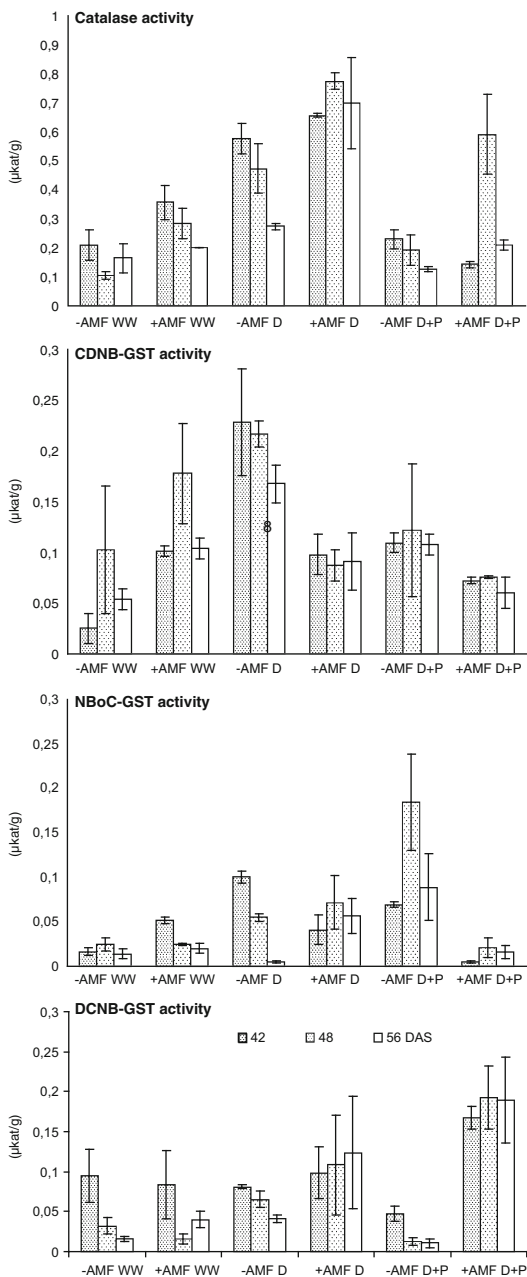 Catalase activity
1
0,9
0,8
0,7
0,6
0,5
0,4
0,3
0,2
0,1
0
(µkat/g)
-AMF WW +AMF WW -AMF D +AMF D -AMF D+P +AMF D+P
CDNB-GST activity
0,3
0,25
0,2
0,15
0,1
0,05
0
(µkat/g)
8
-AMF WW +AMF WW -AMF D +AMF D -AMF D+P +AMF D+P
NBoC-GST activity
0,3
0,25
0,2
0,15
0,1
0,05
0
(µkat/g)
-AMF WW +AMF WW -AMF D +AMF D -AMF D+P +AMF D+P
DCNB-GST activity
42 48 56 DAS
0,3
0,25
0,2
0,15
0,1
0,05
0
(µkat/g)
-AMF WW +AMF WW -AMF D +AMF D -AMF D+P +AMF D+P